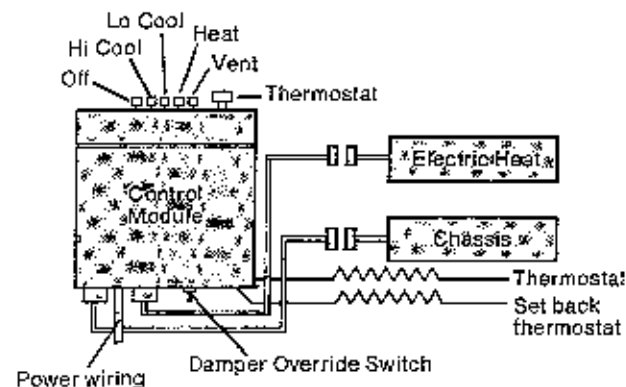 Lo Cool
Heat
Hi Cool
Vent
Off
Thermostat
Electric Heat
Control
Module
Chassis
Thermostat
Set back
thermostat
Damper Override Switch
Power wiring